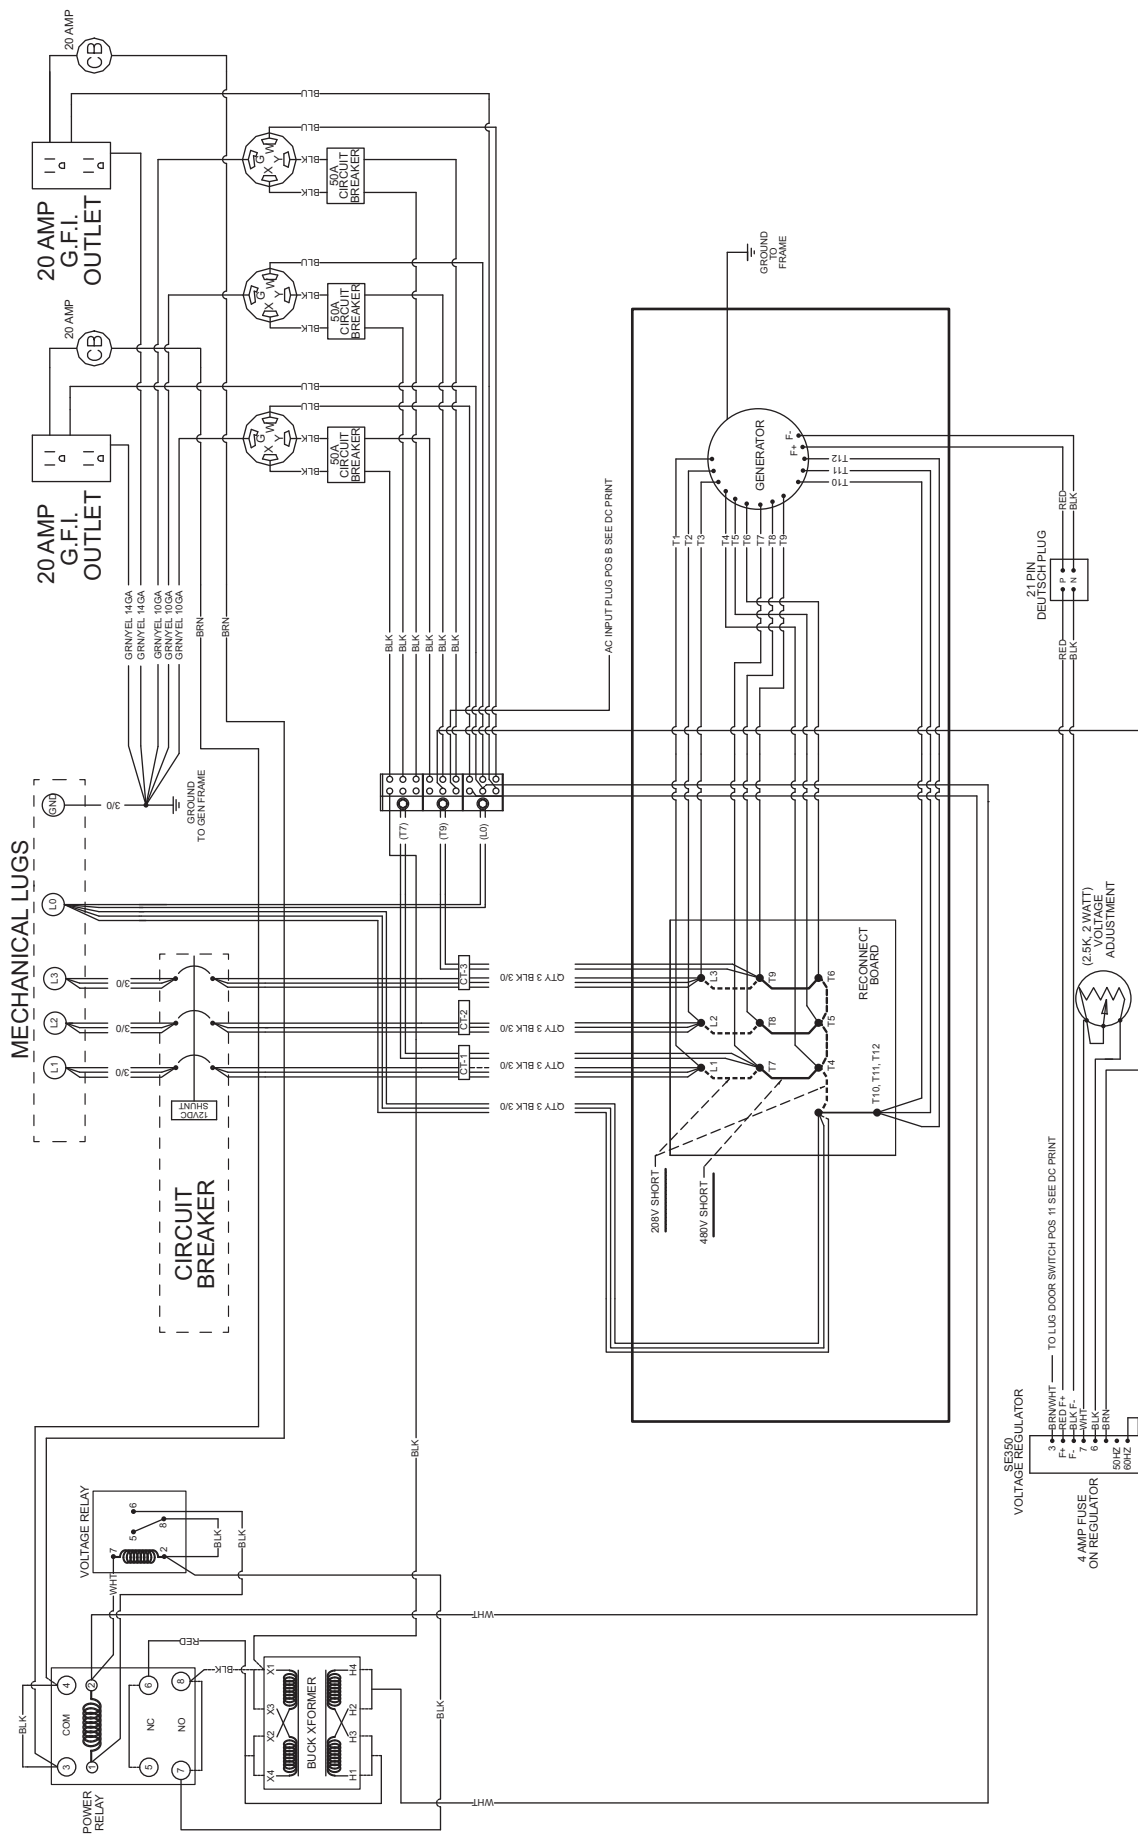 20 AMP
CB
20 AMP
G.F.I.
OUTLET
20 AMP
CB
20 AMP
G.F.I.
OUTLET
BLU
BLU
G
W
X
Y
BLK
BLK
50A
CIRCUIT
BREAKER
BLU
G
W
X
Y
BLK
BLK
50A
CIRCUIT
BREAKER
BLU
BLU
G
W
X
Y
BLK
BLK
50A
CIRCUIT
BREAKER
GRN/YEL 14GA
GRN/YEL 14GA
GRN/YEL 10GA
GRN/YEL 10GA
GRN/YEL 10GA
BRN
BRN
BLK
BLK
BLK
BLK
BLK
BLK
AC INPUT PLUG POS B SEE DC PRINT
MECHANICAL LUGS
GND
L0
L3
L2
L1
3/0
3/0
3/0
3/0
GROUND
TO GEN FRAME
(T7)
(T9)
(L0)
12VDC
SHUNT
CIRCUIT
BREAKER
CT-3
CT-2
CT-1
QTY 3 BLK 3/0
QTY 3 BLK 3/0
QTY 3 BLK 3/0
QTY 3 BLK 3/0
GROUND
TO
FRAME
GENERATOR
F-
F+
T12
T11
T10
T1
T2
T3
T4
T5
T6
T7
T8
T9
RECONNECT
BOARD
L3
T9
T6
L2
T8
T5
L1
T7
T4
T10, T11, T12
208V SHORT
480V SHORT
21 PIN
DEUTSCH PLUG
P
N
RED
BLK
RED
BLK
(2.5K, 2 WATT)
VOLTAGE
ADJUSTMENT
SE350
VOLTAGE REGULATOR
3
F+
F-
7
6
50HZ
60HZ
BRN/WHT
TO LUG DOOR SWITCH POS 11 SEE DC PRINT
RED F+
BLK F-
WHT
BLK
BRN
4 AMP FUSE
ON REGULATOR
VOLTAGE RELAY
6
5
8
7
2
BLK
BLK
WHT
BLK
WHT
RED
BLK
BLK
WHT
BLK
POWER
RELAY
4
COM
3
2
1
6
NC
5
8
NO
7
BUCK XFORMER
X1
X3
X2
X4
H4
H2
H3
H1